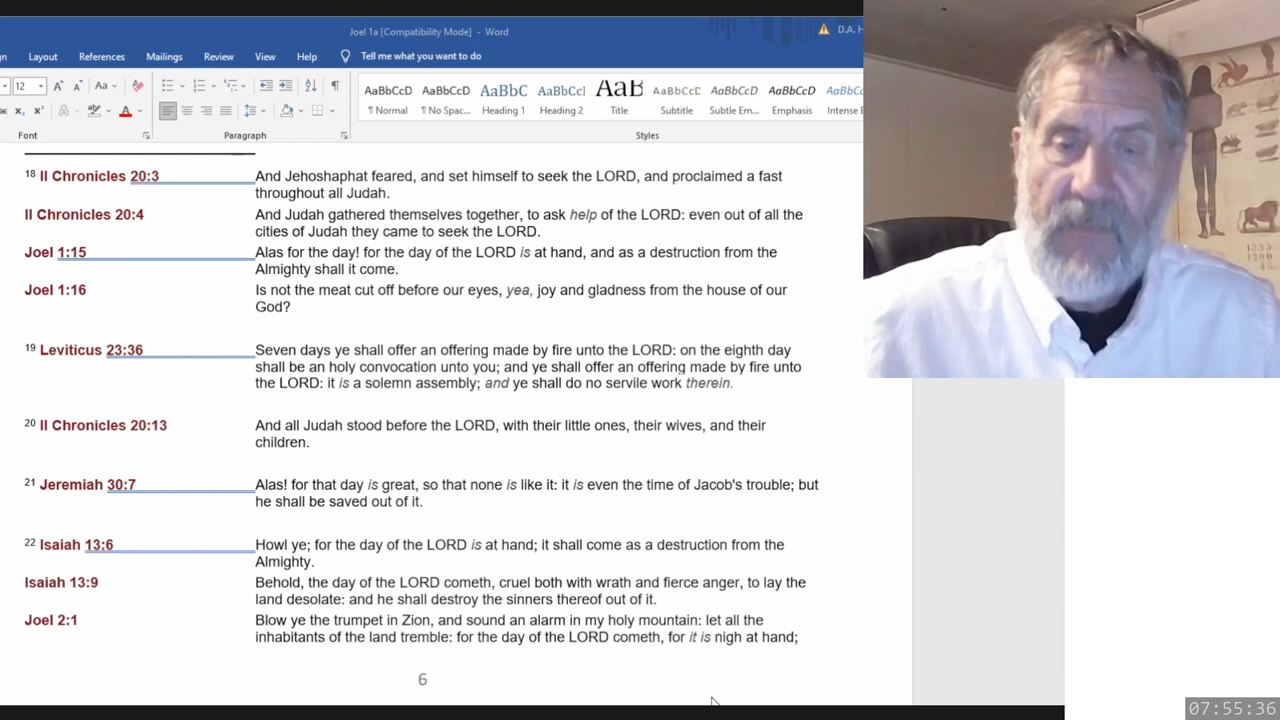 Joel 1a [Compatibility Mode] - Word
D.A. H
Layout References Mailings Review View Help Tell me what you want to do
12 Aa
Font Paragraph Styles
AaBbCcD AaBbCcD AaBbC AaBbCcI AaB AaBbCcD AaBbCcD AaBbCcD AaBbCc
¶ Normal ¶ No Spac... Heading 1 Heading 2 Title Subtitle Subtle Em... Emphasis Intense E
18 II Chronicles 20:3 And Jehoshaphat feared, and set himself to seek the LORD, and proclaimed a fast
throughout all Judah.
II Chronicles 20:4 And Judah gathered themselves together, to ask help of the LORD: even out of all the
cities of Judah they came to seek the LORD.
Joel 1:15 Alas for the day! for the day of the LORD is at hand, and as a destruction from the
Almighty shall it come.
Joel 1:16 Is not the meat cut off before our eyes, yea, joy and gladness from the house of our
God?
19 Leviticus 23:36 Seven days ye shall offer an offering made by fire unto the LORD: on the eighth day
shall be an holy convocation unto you; and ye shall offer an offering made by fire unto
the LORD: it is a solemn assembly; and ye shall do no servile work therein.
20 II Chronicles 20:13 And all Judah stood before the LORD, with their little ones, their wives, and their
children.
21 Jeremiah 30:7 Alas! for that day is great, so that none is like it: it is even the time of Jacob's trouble; but
he shall be saved out of it.
22 Isaiah 13:6 Howl ye; for the day of the LORD is at hand; it shall come as a destruction from the
Almighty.
Isaiah 13:9 Behold, the day of the LORD cometh, cruel both with wrath and fierce anger, to lay the
land desolate: and he shall destroy the sinners thereof out of it.
Joel 2:1 Blow ye the trumpet in Zion, and sound an alarm in my holy mountain: let all the
inhabitants of the land tremble: for the day of the LORD cometh, for it is nigh at hand;
6
07:55:36